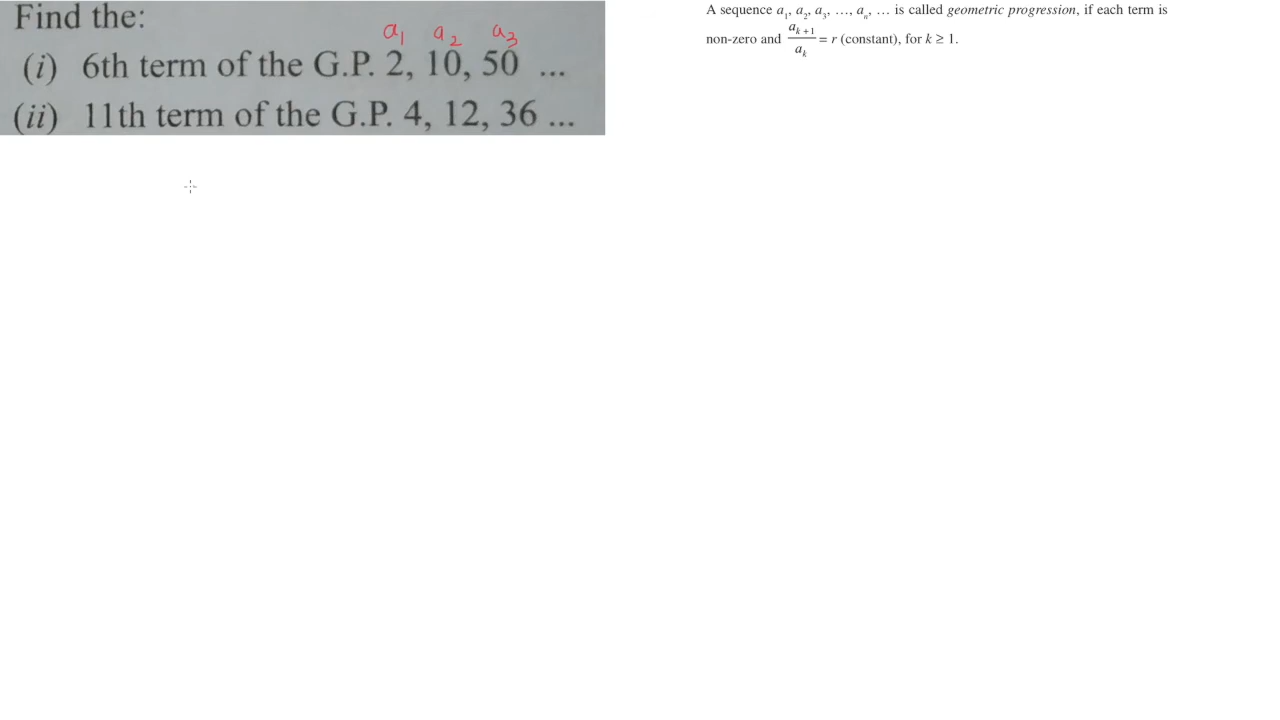 Find the:
a₁ a₂ a₃
(i) 6th term of the G.P. 2, 10, 50 ...
(ii) 11th term of the G.P. 4, 12, 36 ...
A sequence a₁, a₂, a₃, …, aₙ, … is called geometric progression, if each term is
non-zero and aₖ₊₁/aₖ = r (constant), for k ≥ 1.